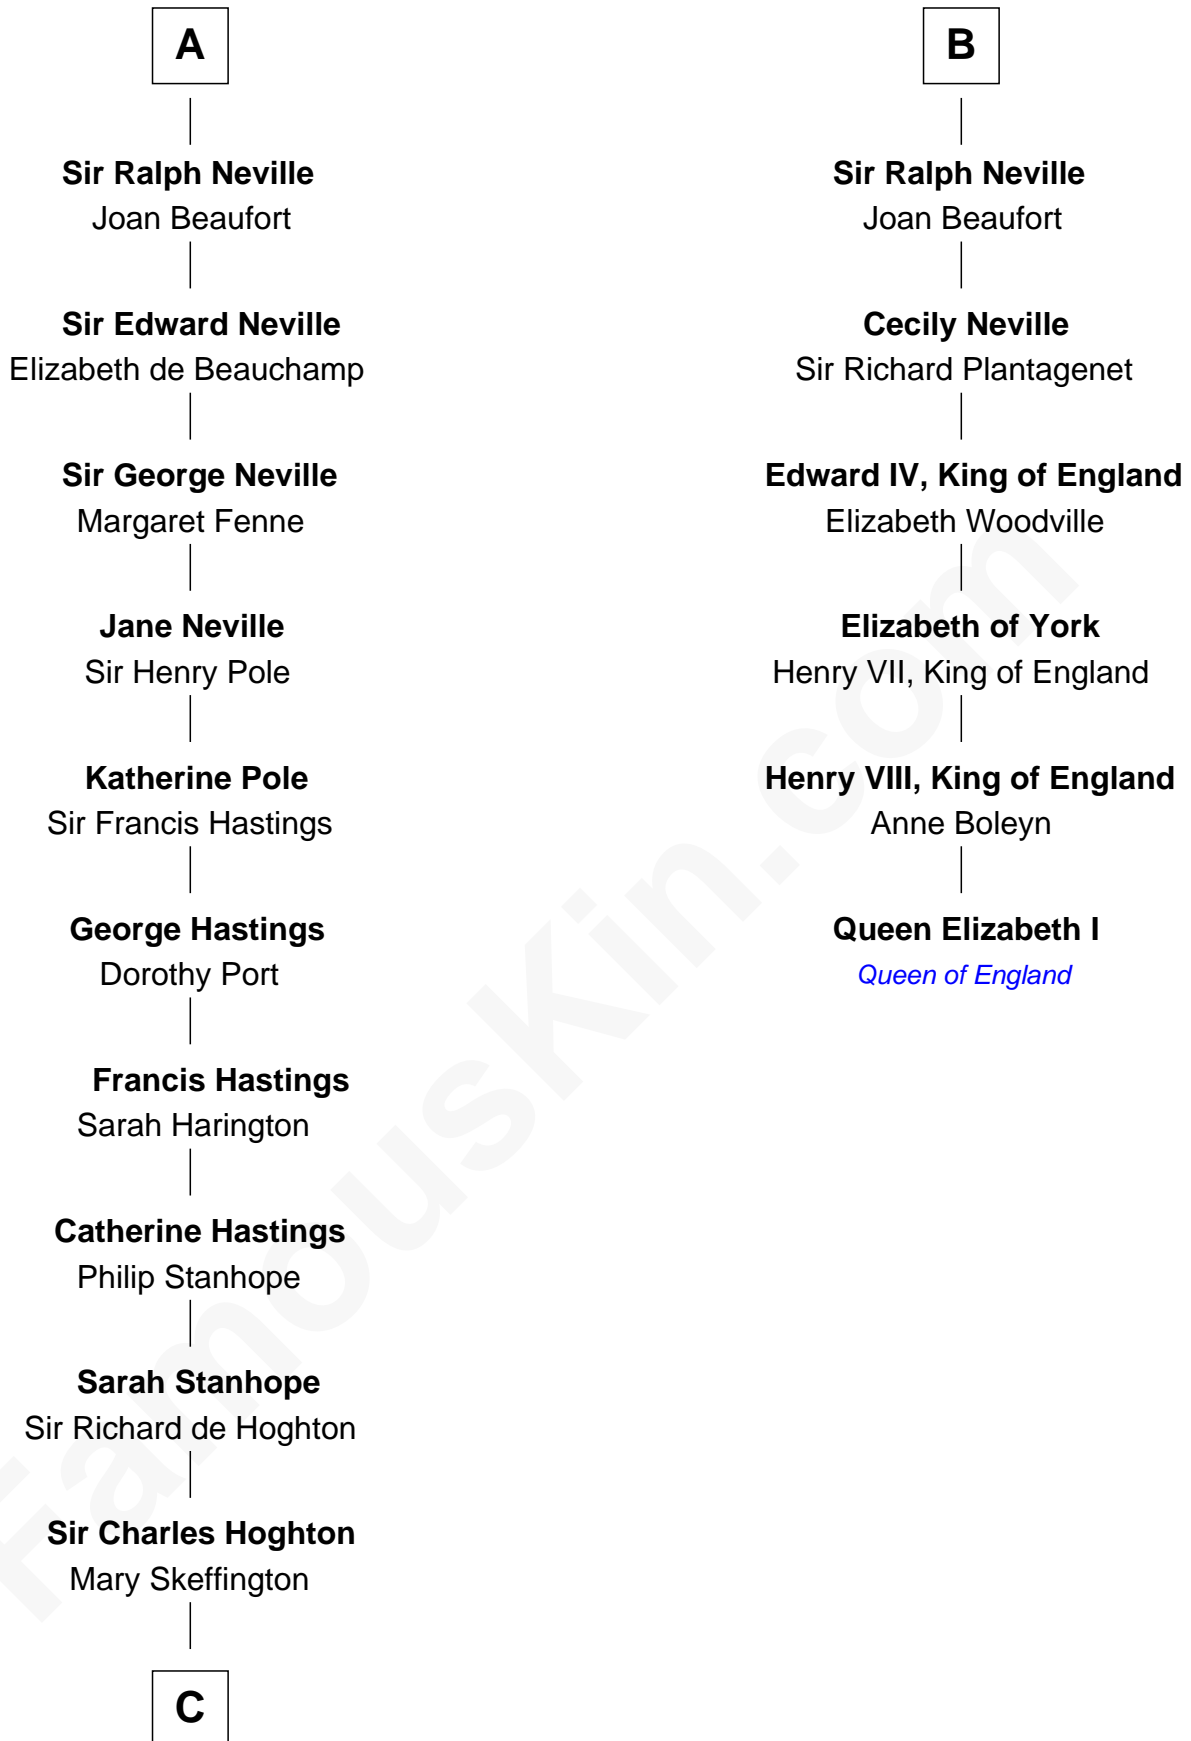 A
Sir Ralph Neville
Joan Beaufort
Sir Edward Neville
Elizabeth de Beauchamp
Sir George Neville
Margaret Fenne
Jane Neville
Sir Henry Pole
Katherine Pole
Sir Francis Hastings
George Hastings
Dorothy Port
Francis Hastings
Sarah Harington
Catherine Hastings
Philip Stanhope
Sarah Stanhope
Sir Richard de Hoghton
Sir Charles Hoghton
Mary Skeffington
C
B
Sir Ralph Neville
Joan Beaufort
Cecily Neville
Sir Richard Plantagenet
Edward IV, King of England
Elizabeth Woodville
Elizabeth of York
Henry VII, King of England
Henry VIII, King of England
Anne Boleyn
Queen Elizabeth I
Queen of England
FamousKin.com